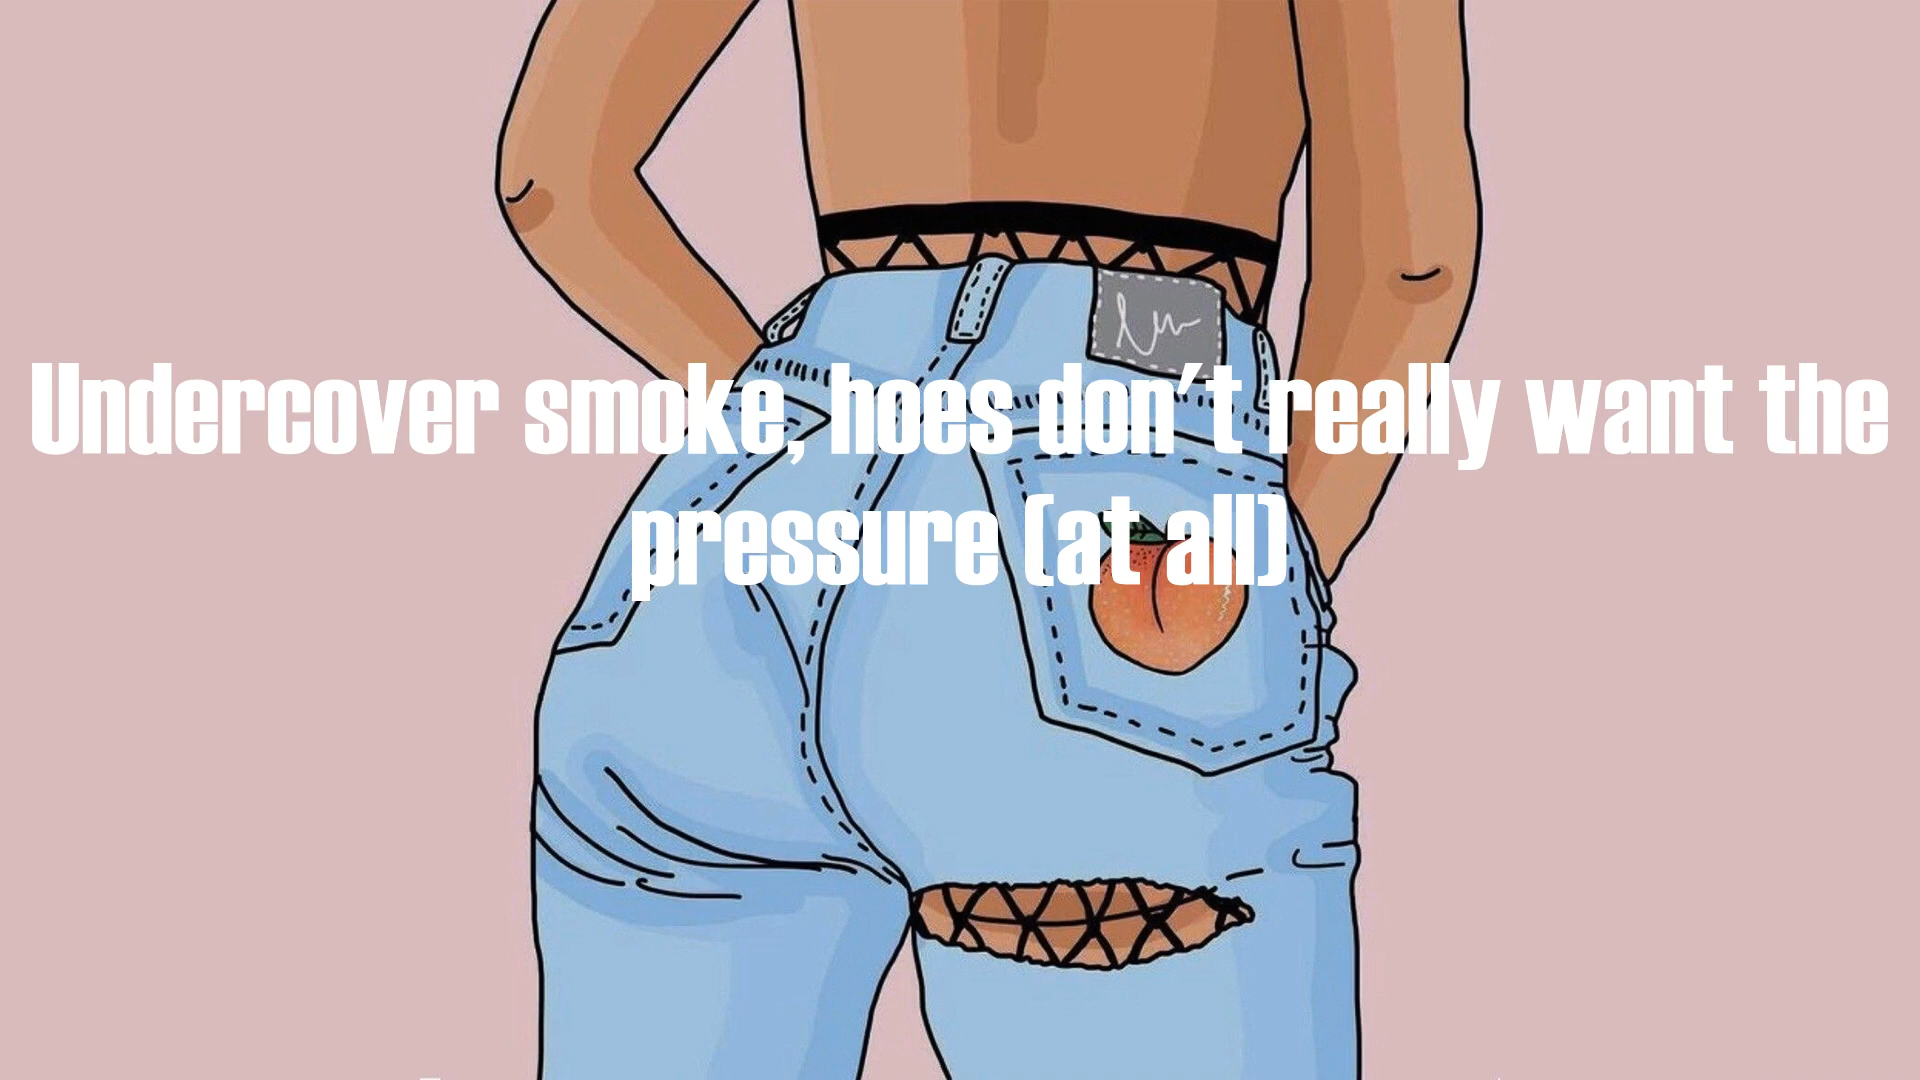 Undercover smoke, hoes don't really want the
pressure (at all)